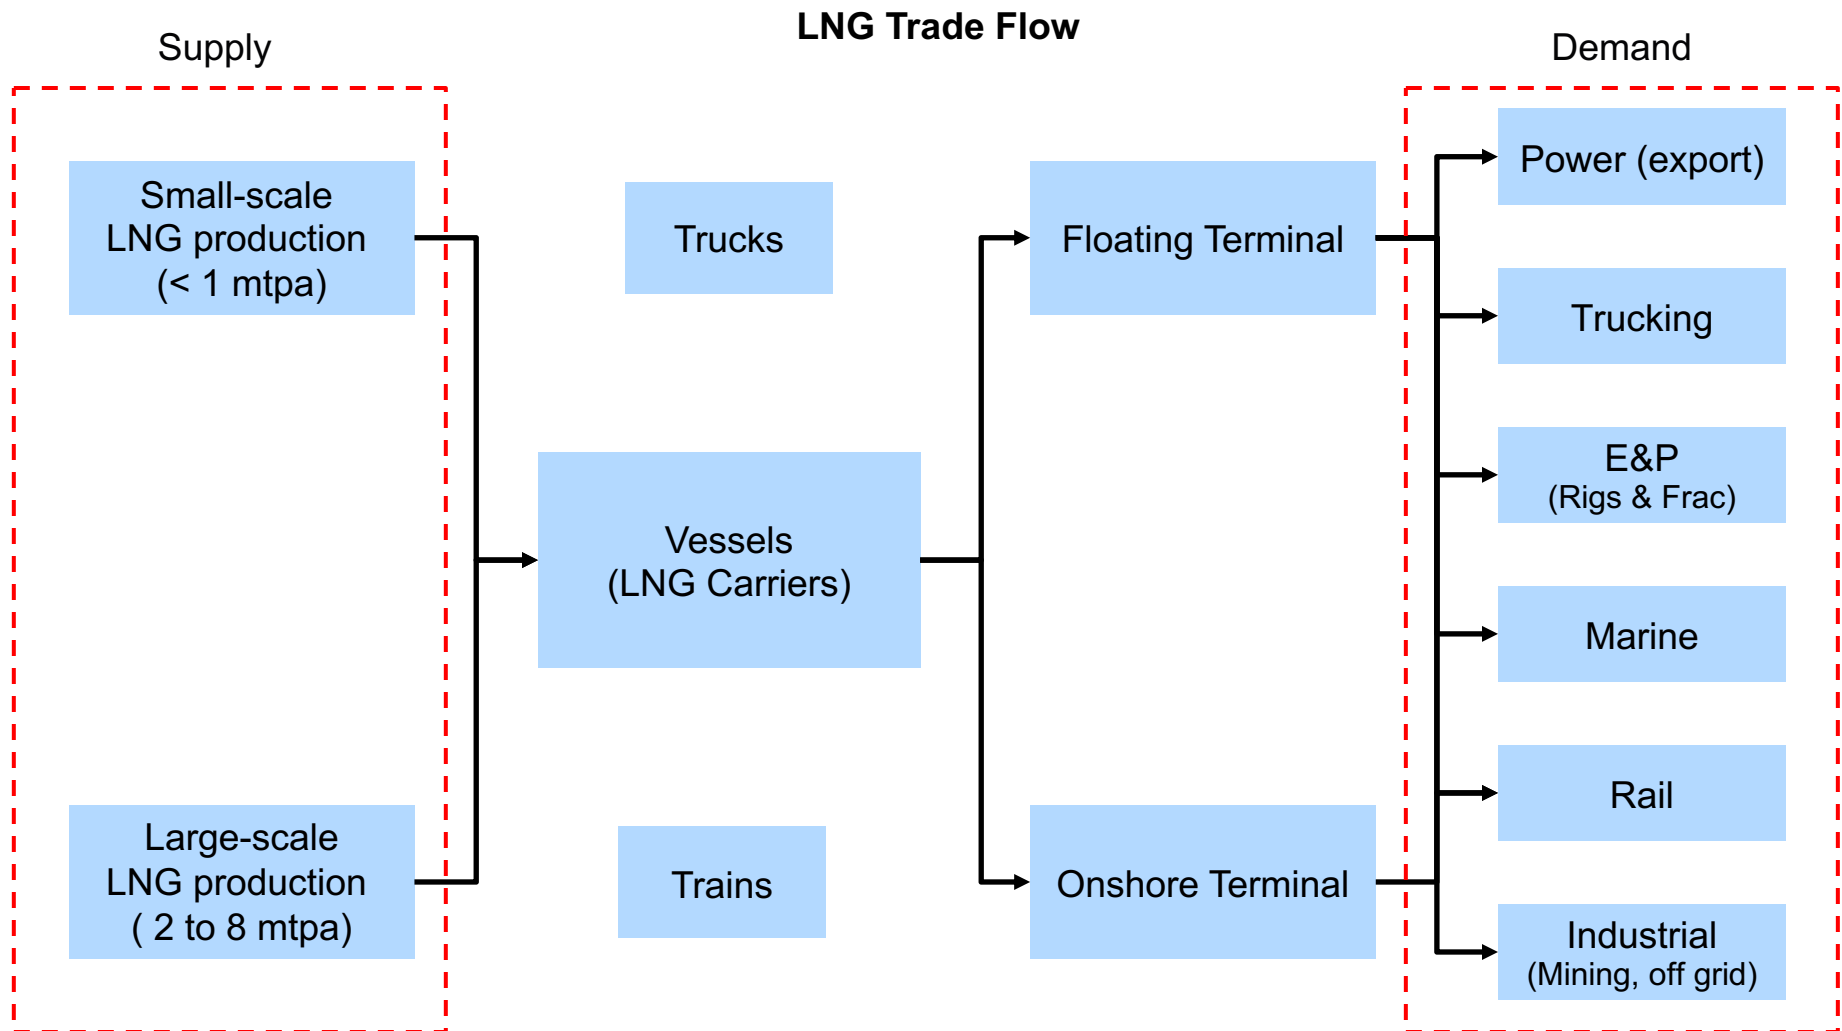 LNG Trade Flow
Supply
Demand
Small-scale
LNG production
(< 1 mtpa)
Large-scale
LNG production
( 2 to 8 mtpa)
Trucks
Vessels
(LNG Carriers)
Trains
Floating Terminal
Onshore Terminal
Power (export)
Trucking
E&P
(Rigs & Frac)
Marine
Rail
Industrial
(Mining, off grid)